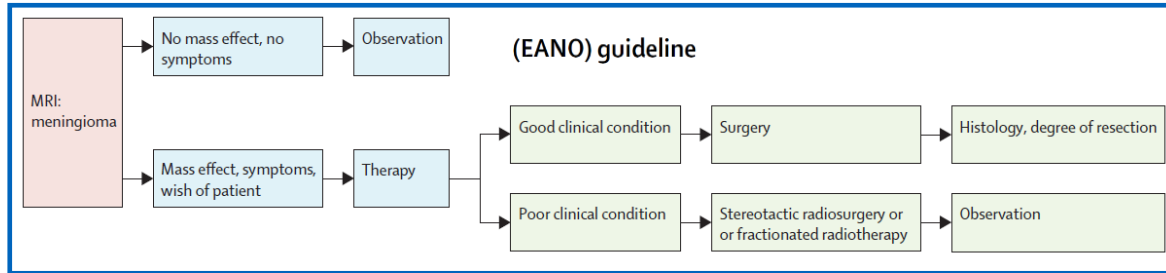 No mass effect, no
symptoms
Observation
(EANO) guideline
MRI:
meningioma
Good clinical condition
Surgery
Histology, degree of resection
Mass effect, symptoms,
wish of patient
Therapy
Poor clinical condition
Stereotactic radiosurgery or
or fractionated radiotherapy
Observation